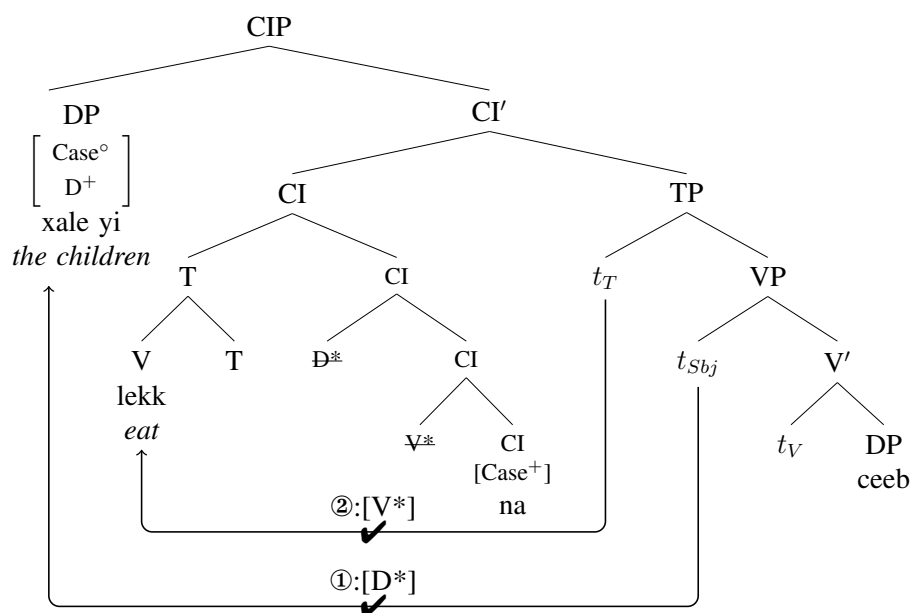 CIP
DP CI′
Case°
D⁺
xale yi
the children
CI TP
T CI t_T VP
V T D* CI t_Sbj V′
lekk
eat
V* CI t_V DP
[Case⁺] ceeb
na
②:[V*]
✔
①:[D*]
✔